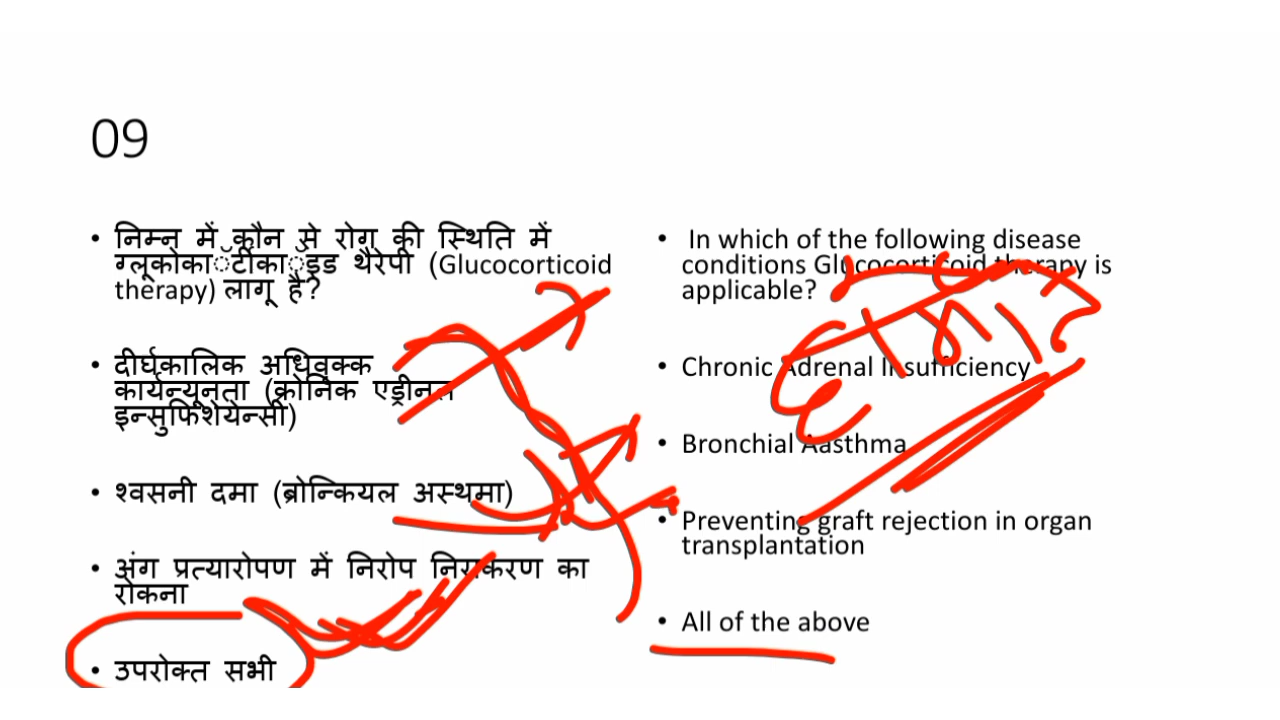 09
• निम्न में कौन से रोग की स्थिति में
ग्लूकोकाॅर्टीकाॅइड थैरेपी (Glucocorticoid
therapy) लागू है?
• दीर्घकालिक अधिवृक्क
कार्यन्यूनता (क्रोनिक एड्रीनल
इन्सुफिशेयेन्सी)
• श्वसनी दमा (ब्रोन्कियल अस्थमा)
• अंग प्रत्यारोपण में निरोप निराकरण का
रोकना
• उपरोक्त सभी
• In which of the following disease
conditions Glucocorticoid therapy is
applicable?
• Chronic Adrenal Insufficiency
• Bronchial Aasthma
• Preventing graft rejection in organ
transplantation
• All of the above